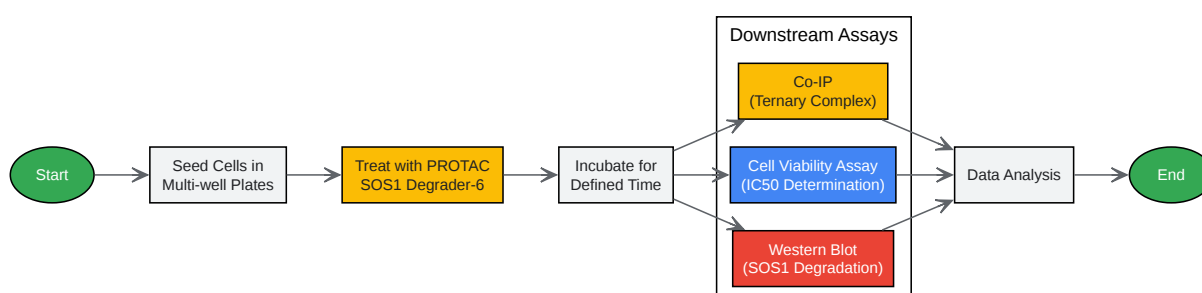 Start
Seed Cells in
Multi-well Plates
Treat with PROTAC
SOS1 Degrader-6
Incubate for
Defined Time
Downstream Assays
Co-IP
(Ternary Complex)
Cell Viability Assay
(IC50 Determination)
Western Blot
(SOS1 Degradation)
Data Analysis
End